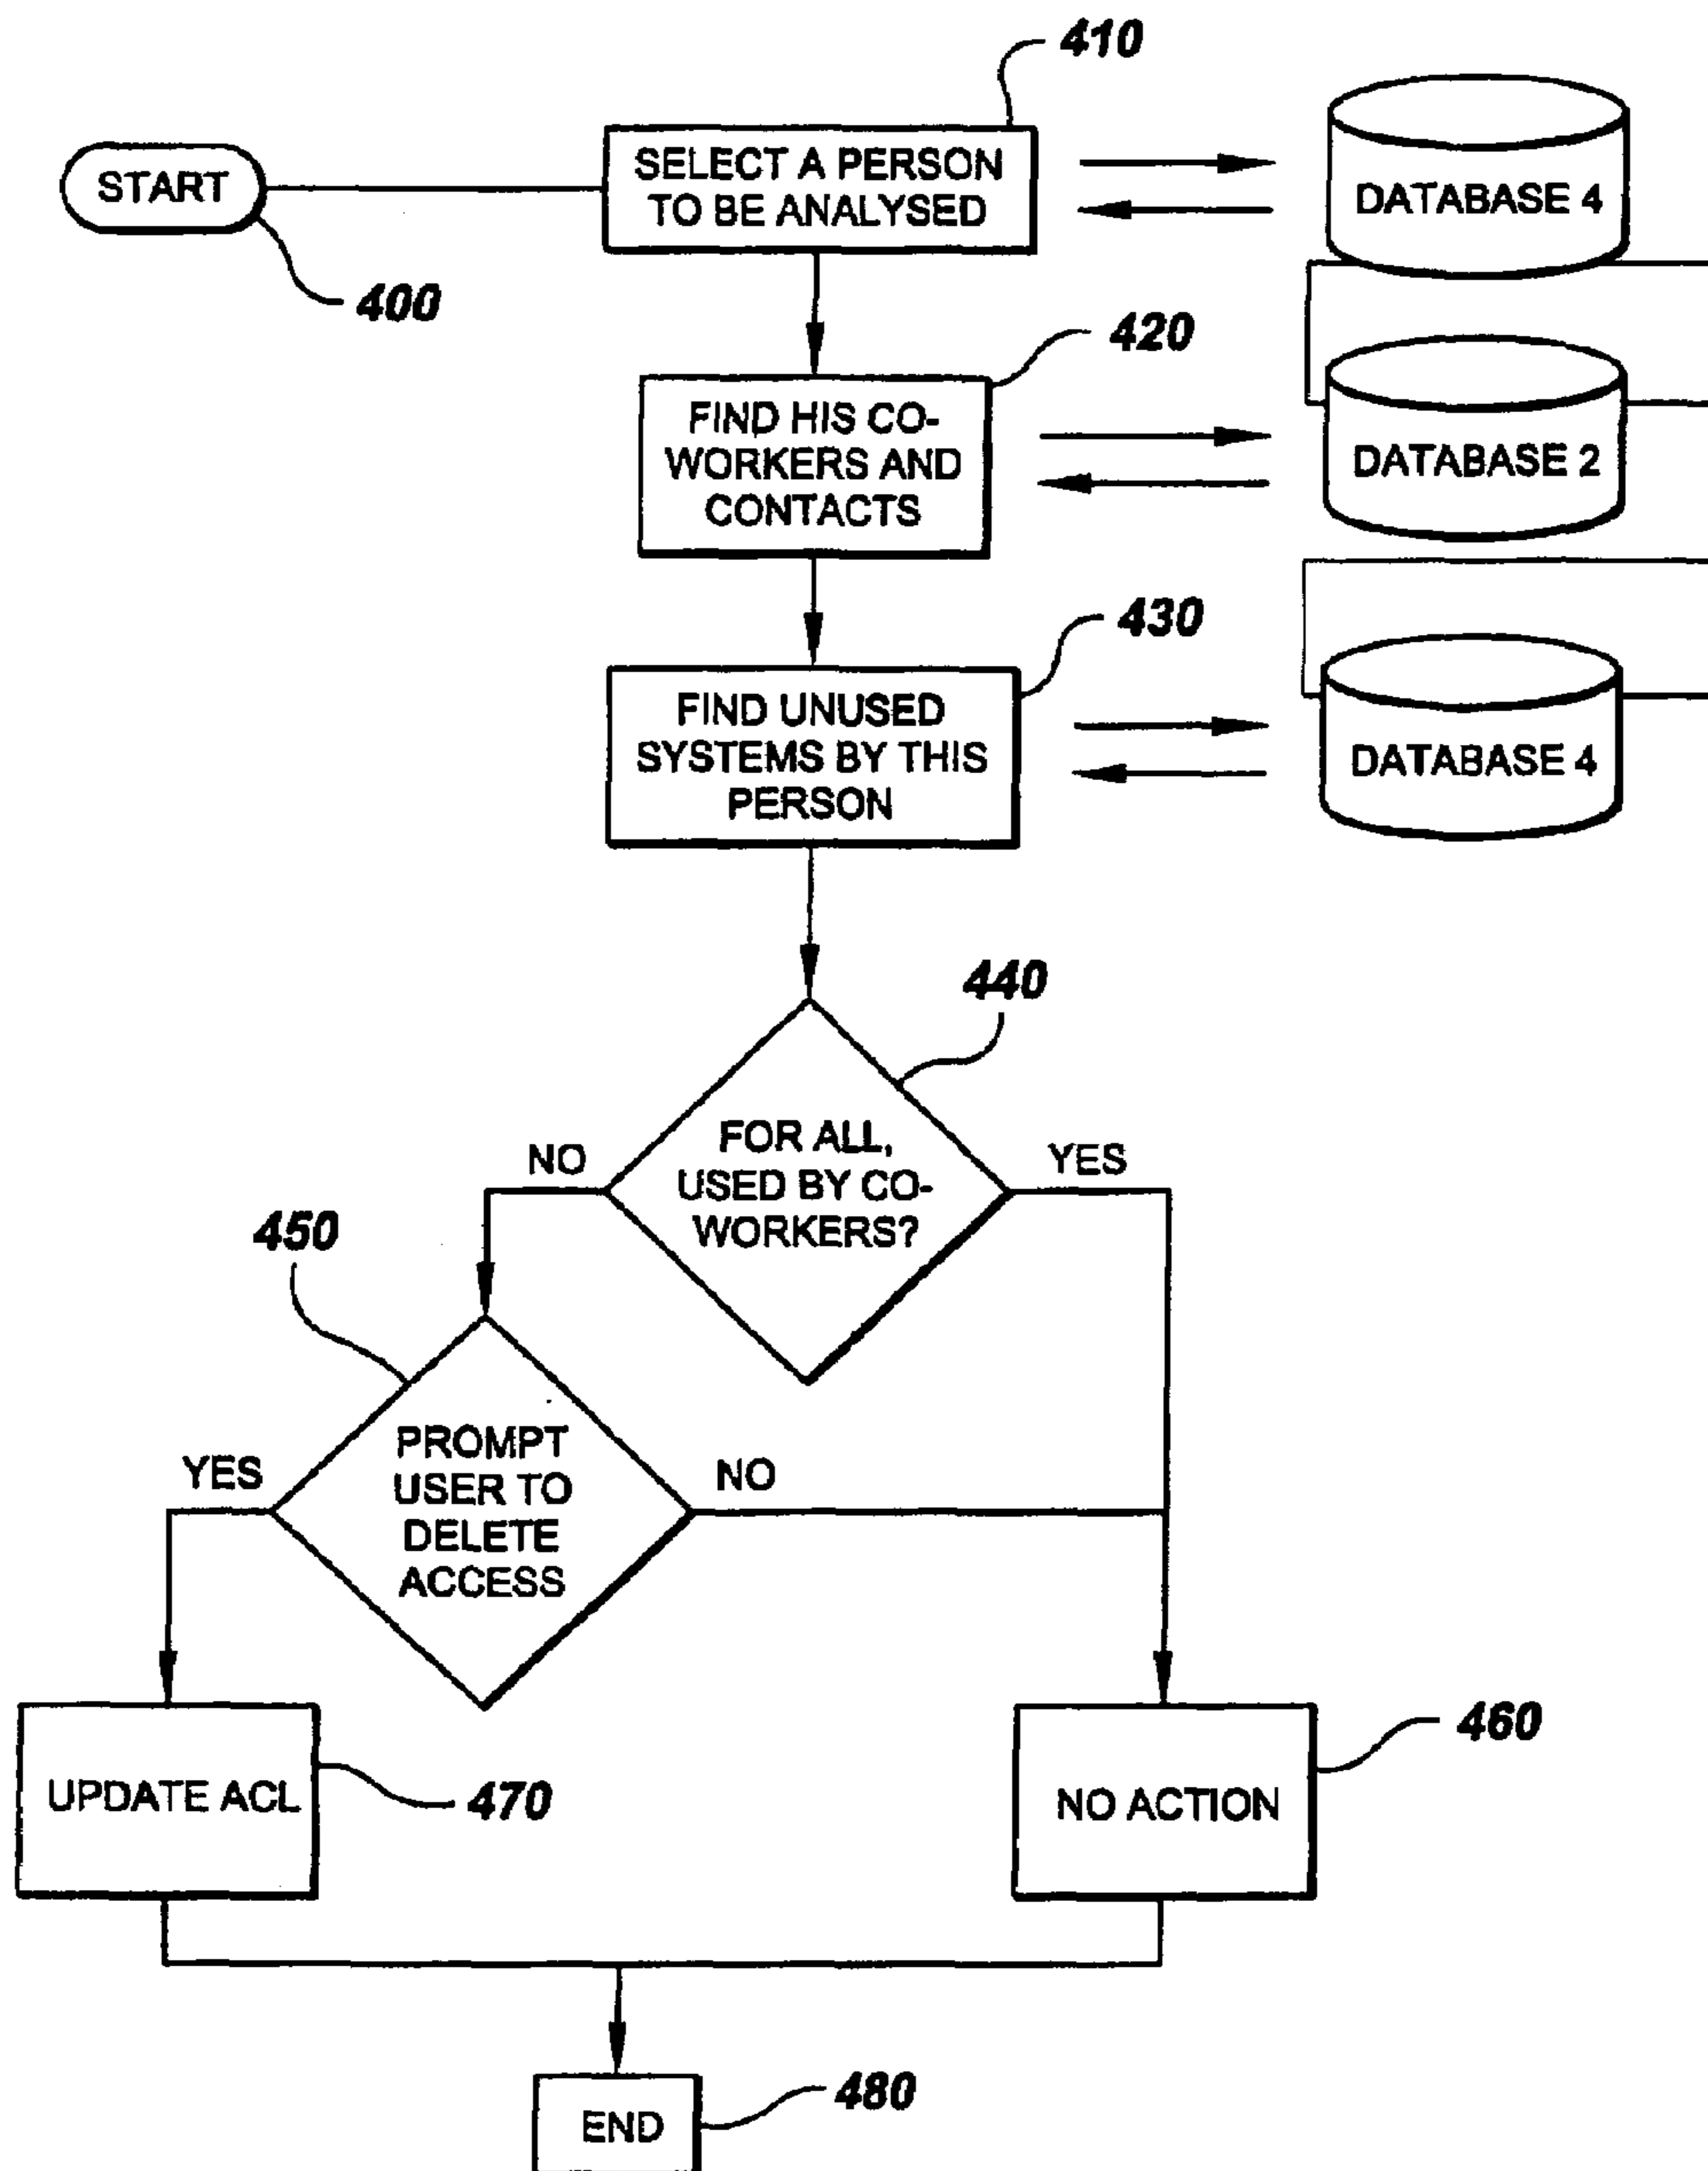 410
SELECT A PERSON
TO BE ANALYSED
START
400
DATABASE 4
420
FIND HIS CO-
WORKERS AND
CONTACTS
DATABASE 2
430
FIND UNUSED
SYSTEMS BY THIS
PERSON
DATABASE 4
440
FOR ALL,
USED BY CO-
WORKERS?
NO
YES
450
PROMPT
USER TO
DELETE
ACCESS
YES
NO
UPDATE ACL
470
NO ACTION
460
END
480